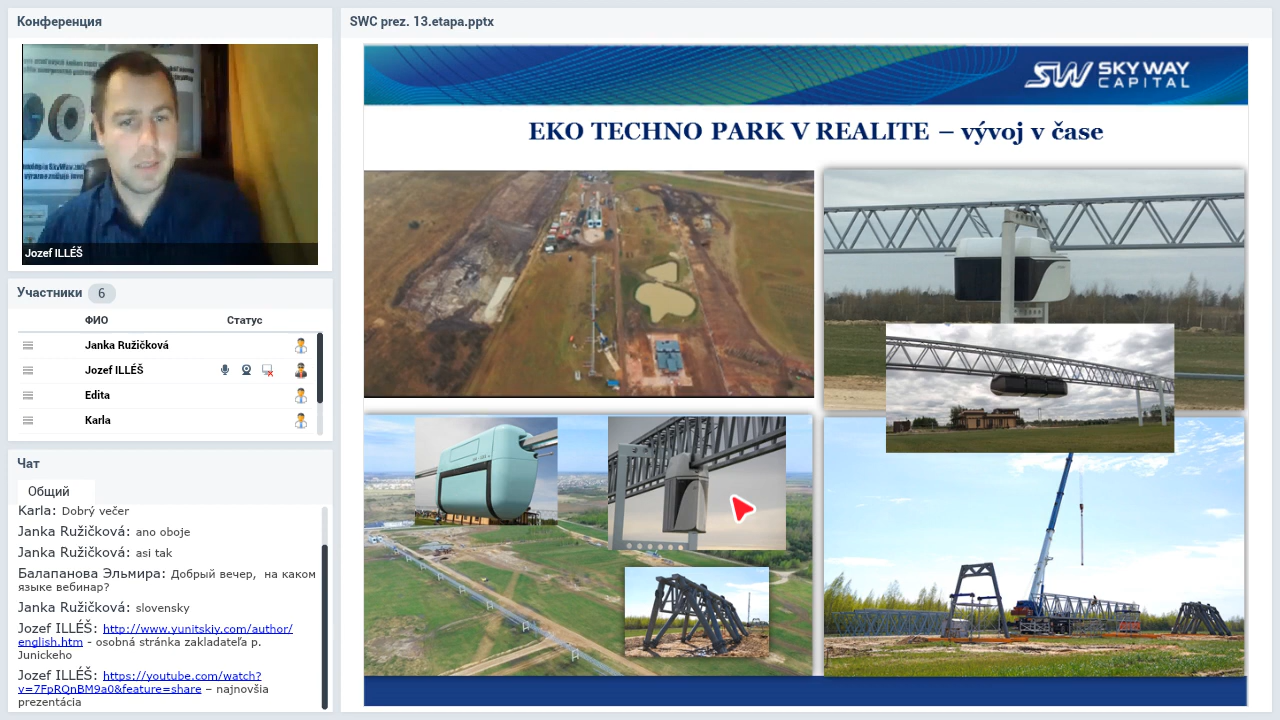 Конференция
Jozef ILLÉŠ
Участники 6
ФИО Статус
Janka Ružičková
Jozef ILLÉŠ
Edita
Karla
Чат
Общий
Karla: Dobrý večer
Janka Ružičková: ano oboje
Janka Ružičková: asi tak
Балапанова Эльмира: Добрый вечер, на каком
языке вебинар?
Janka Ružičková: slovensky
Jozef ILLÉŠ: http://www.yunitskiy.com/author/
english.htm - osobná stránka zakladateľa p.
Junickeho
Jozef ILLÉŠ: https://youtube.com/watch?
v=7FpRQnBM9a0&feature=share – najnovšia
prezentácia
SWC prez. 13.etapa.pptx
SW SKY WAY
CAPITAL
EKO TECHNO PARK V REALITE – vývoj v čase